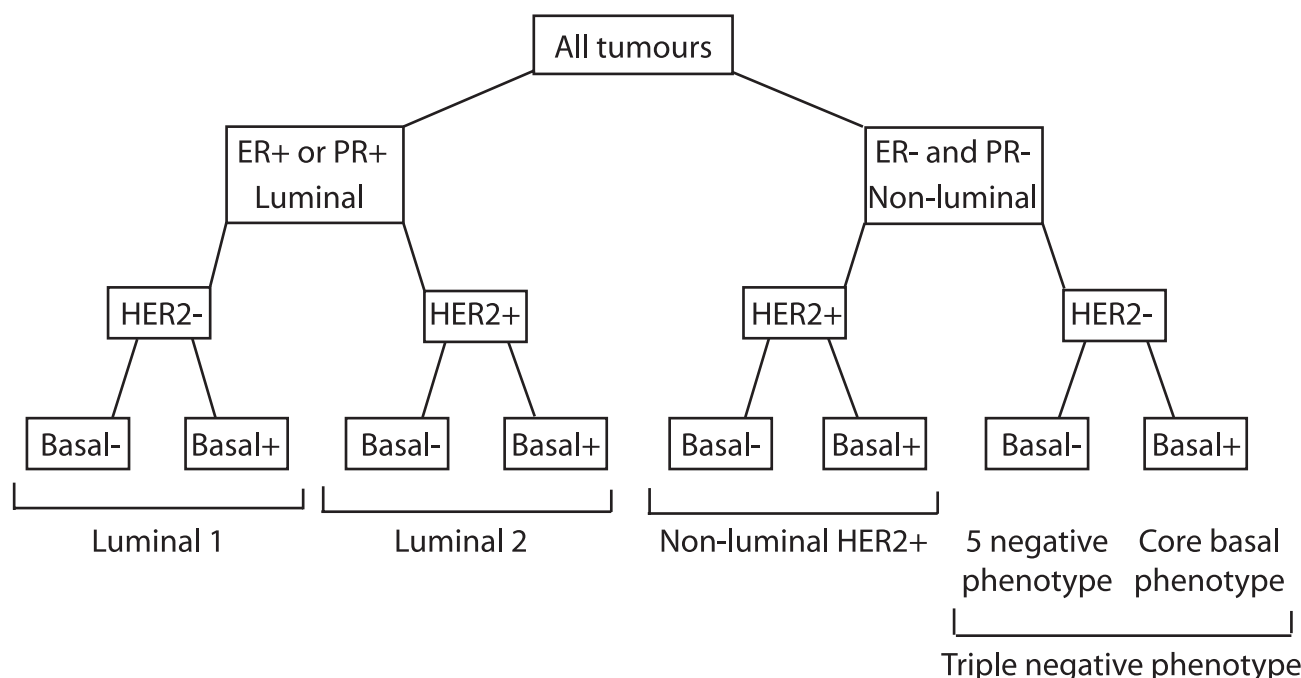 All tumours
ER+ or PR+
Luminal
ER- and PR-
Non-luminal
HER2-
HER2+
HER2+
HER2-
Basal-
Basal+
Basal-
Basal+
Basal-
Basal+
Basal-
Basal+
Luminal 1
Luminal 2
Non-luminal HER2+
5 negative
phenotype
Core basal
phenotype
Triple negative phenotype